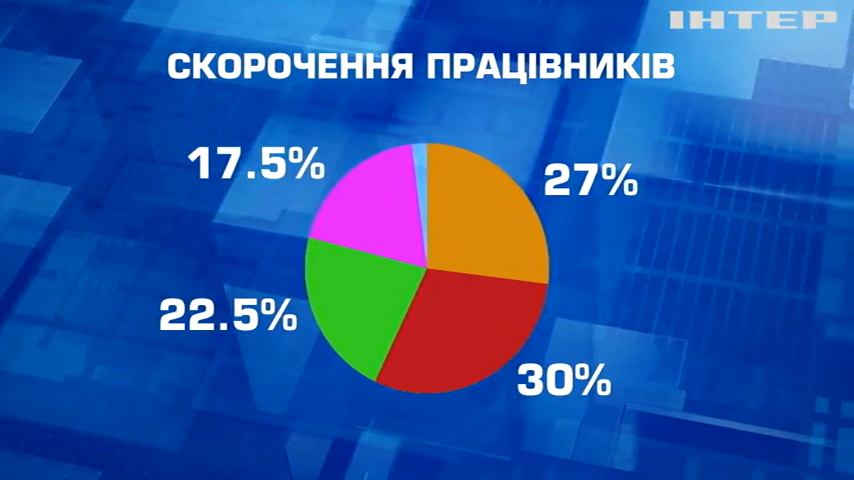 ІНТЕР
СКОРОЧЕННЯ ПРАЦІВНИКІВ
17.5%
27%
22.5%
30%